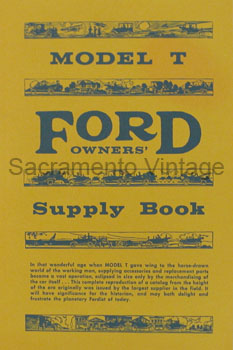 MODEL T
FORD
OWNERS'
Sacramento Vintage
Supply Book
In that wonderful age when MODEL T gave wing to the horse-drawn
world of the working man, supplying accessories and replacement parts
became a vast operation, eclipsed in size only by the merchandising of
the car itself . . . This complete reproduction of a catalog from the height
of the era originally was issued by the largest supplier in the field. It
will have significance for the historian, and may both delight and
frustrate the planetary Fordist of today.